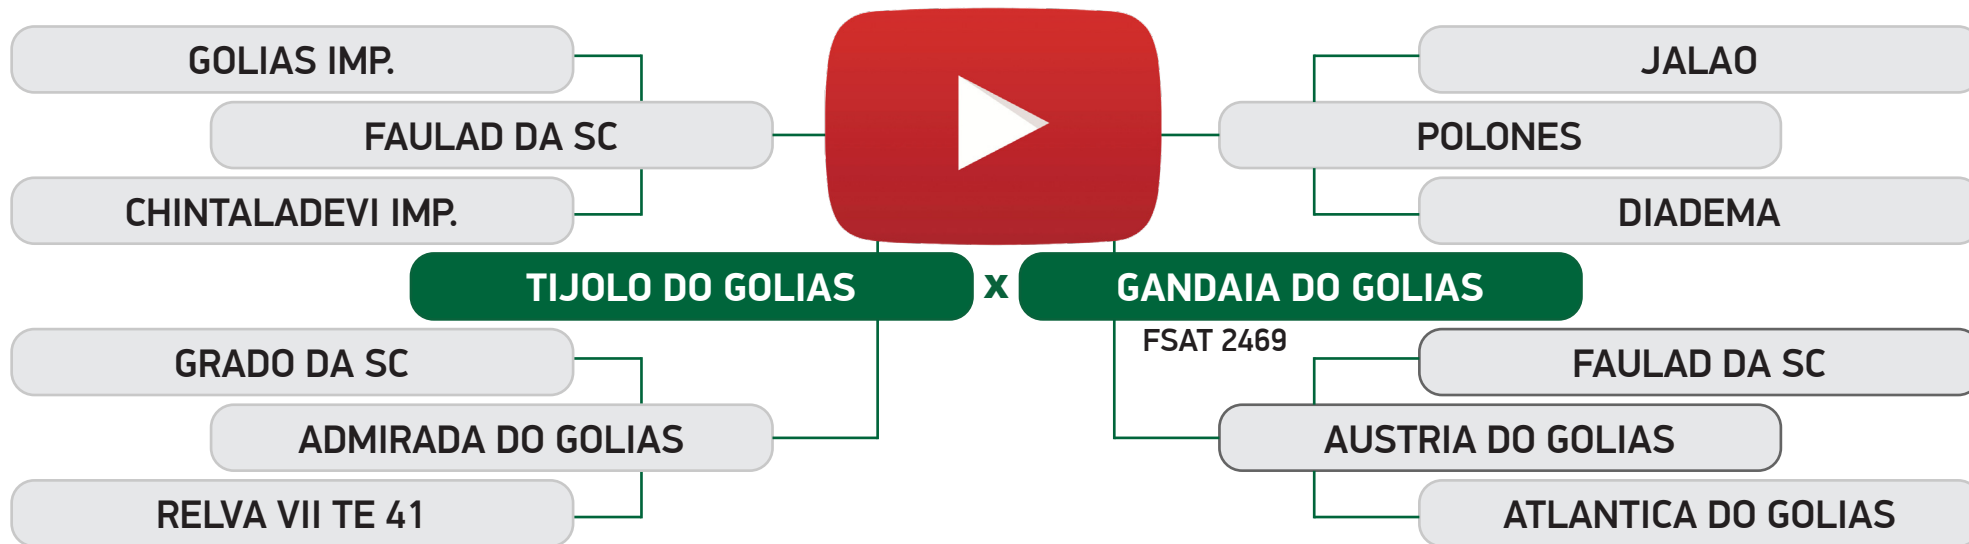 GOLIAS IMP.
JALAO
FAULAD DA SC
POLONES
CHINTALADEVI IMP.
DIADEMA
TIJOLO DO GOLIAS x GANDAIA DO GOLIAS
FSAT 2469
GRADO DA SC
FAULAD DA SC
ADMIRADA DO GOLIAS
AUSTRIA DO GOLIAS
RELVA VII TE 41
ATLANTICA DO GOLIAS